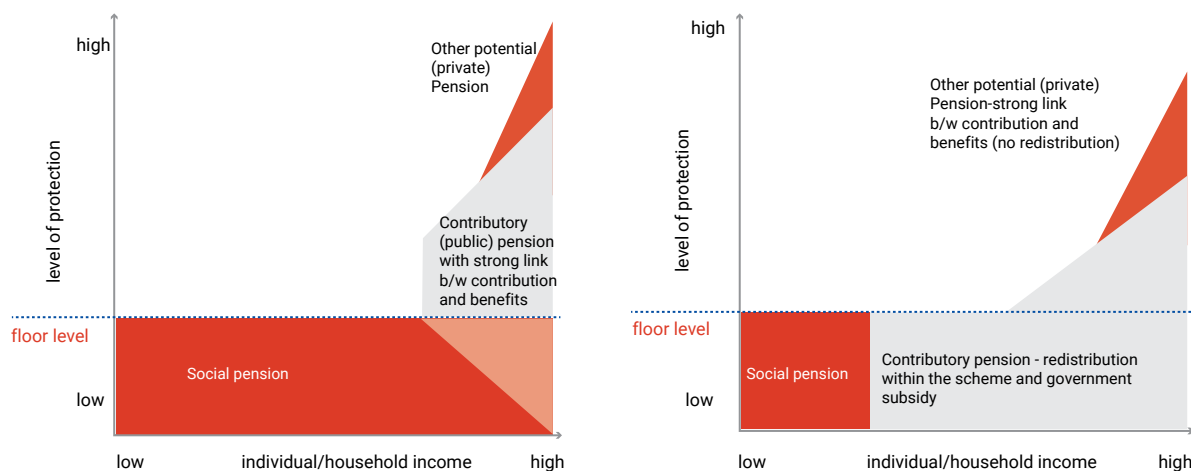 high
Other potential
(private)
Pension
level of protection
Contributory
(public) pension
with strong link
b/w contribution
and benefits
floor level
Social pension
low
low
individual/household income
high
high
Other potential (private)
Pension-strong link
b/w contribution and
benefits (no redistribution)
level of protection
floor level
Social pension
Contributory pension - redistribution
within the scheme and government
subsidy
low
low
individual/household income
high